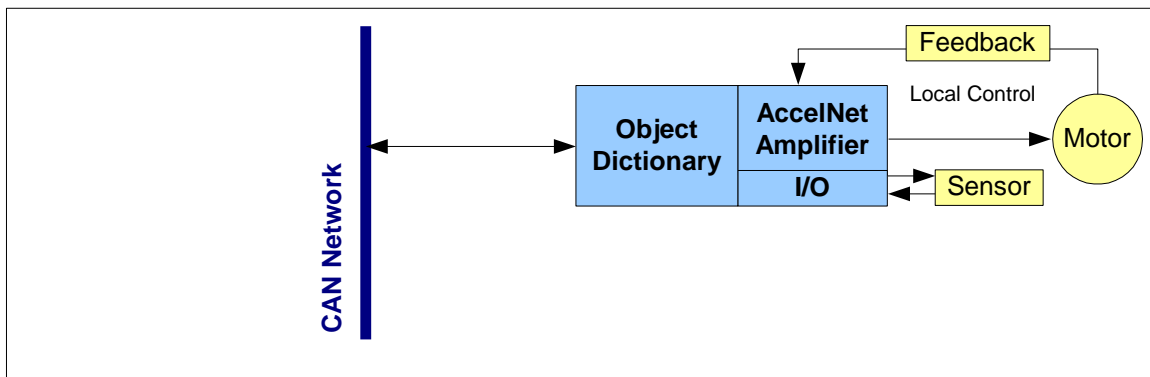 Feedback
Local Control
AccelNet
Amplifier
Object
Dictionary
Motor
I/O
Sensor
CAN Network